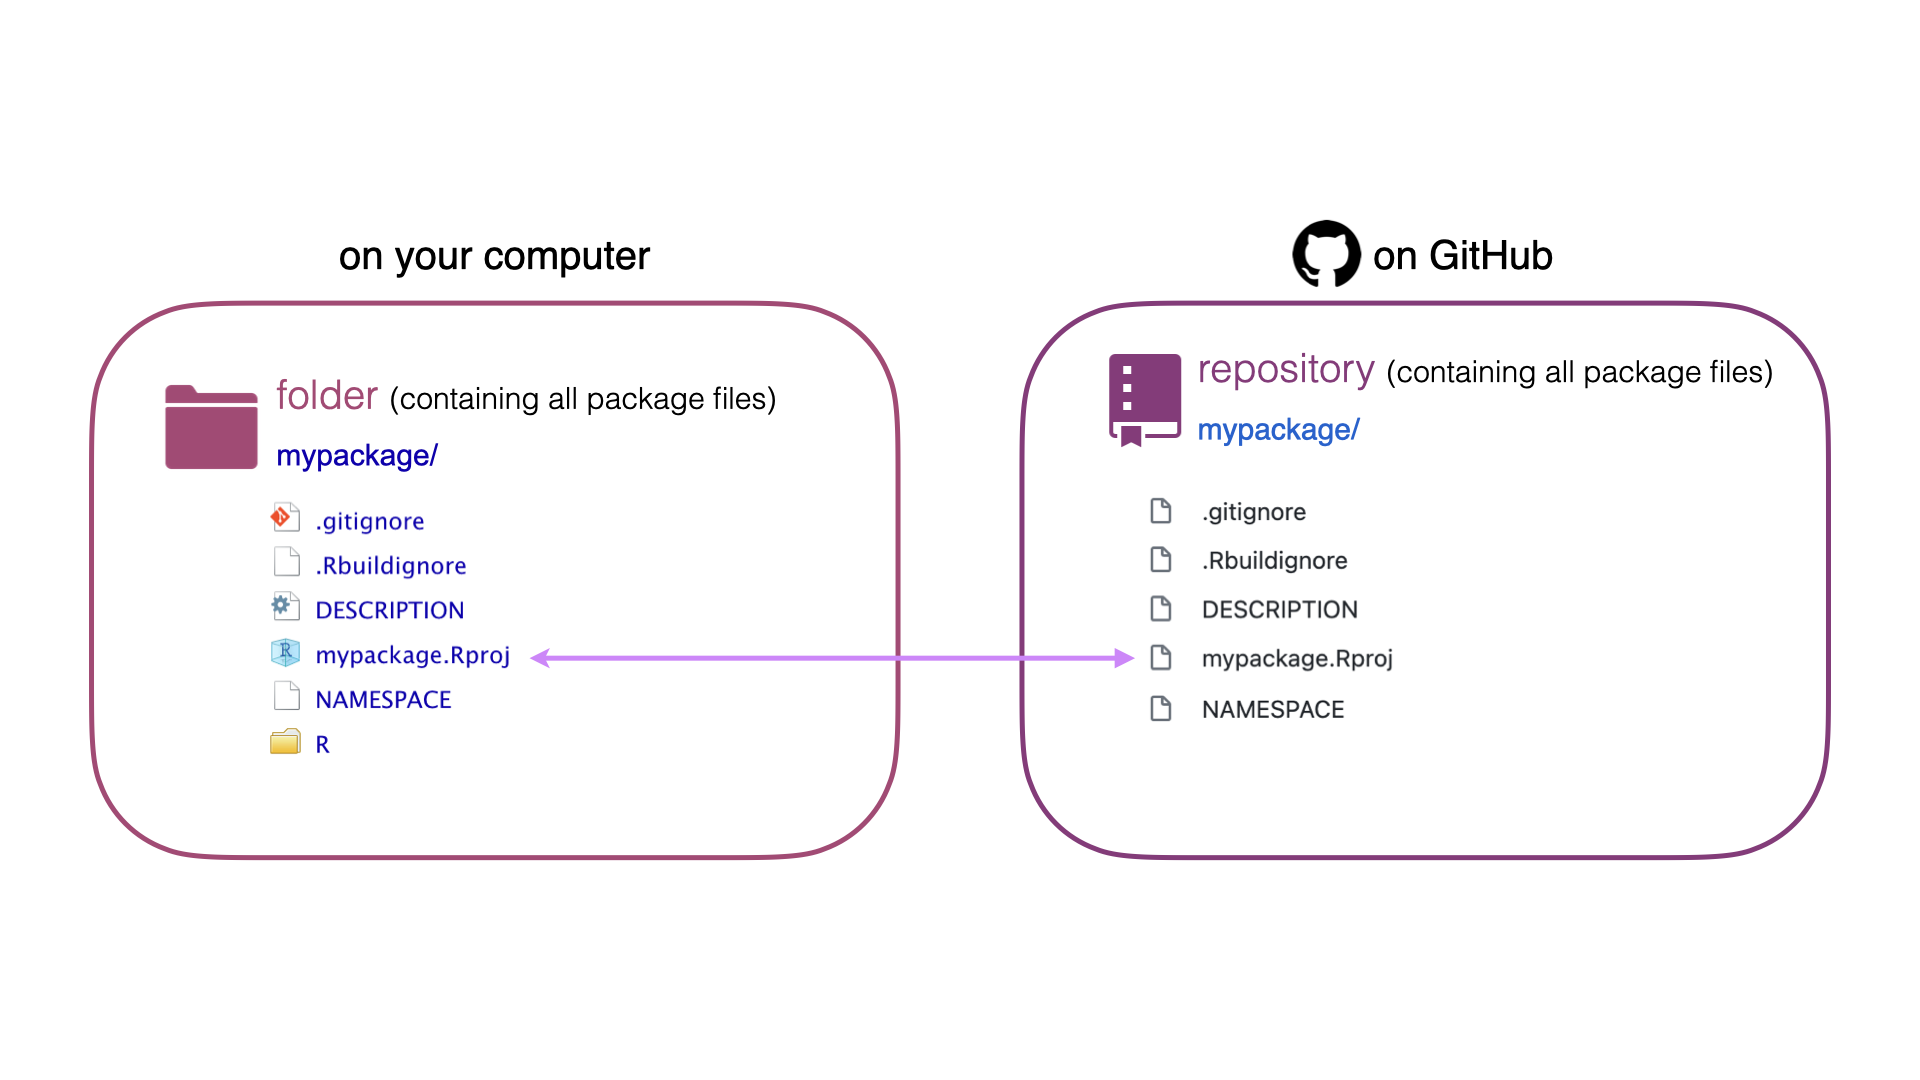 on your computer
folder (containing all package files)
mypackage/
.gitignore
.Rbuildignore
DESCRIPTION
R
mypackage.Rproj
NAMESPACE
R
on GitHub
repository (containing all package files)
mypackage/
.gitignore
.Rbuildignore
DESCRIPTION
mypackage.Rproj
NAMESPACE